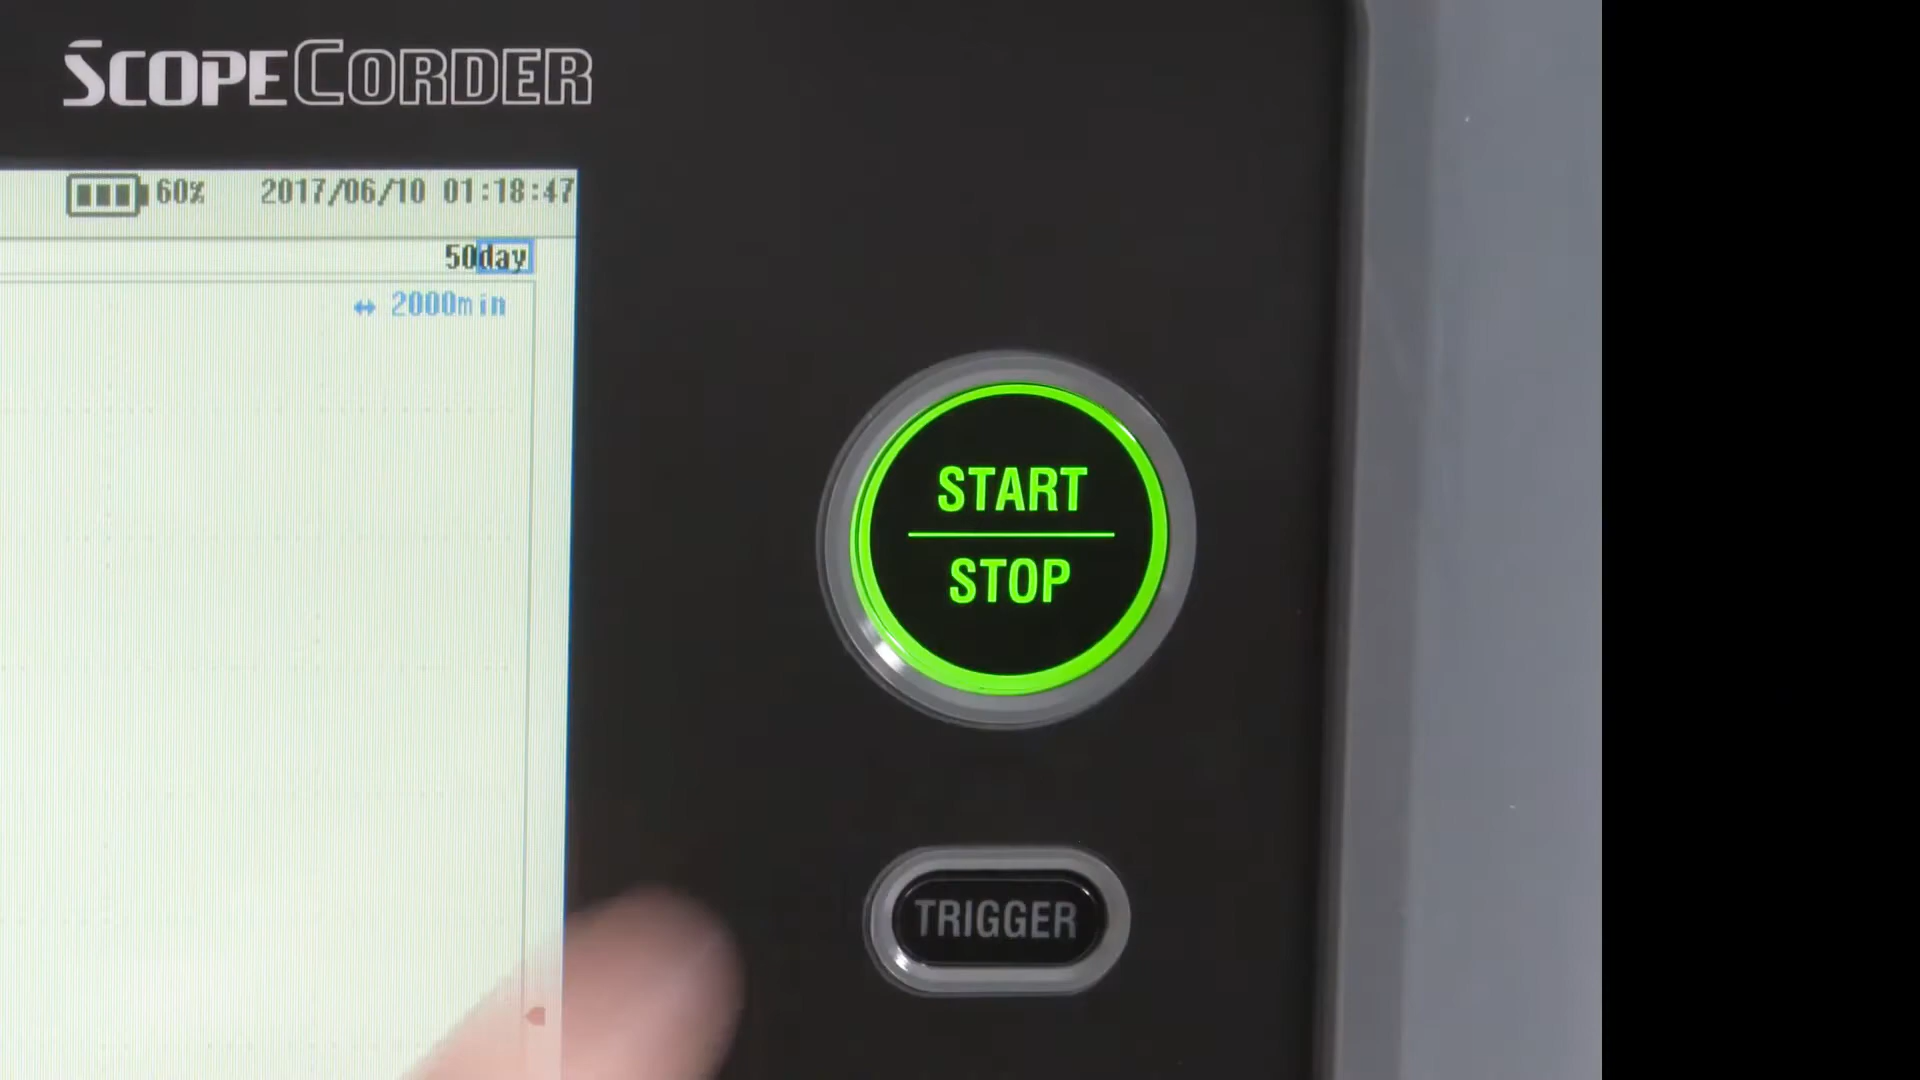 SCOPECORDER
60% 2017/06/10 01:18:47
50day
↔ 2000min
START
STOP
TRIGGER